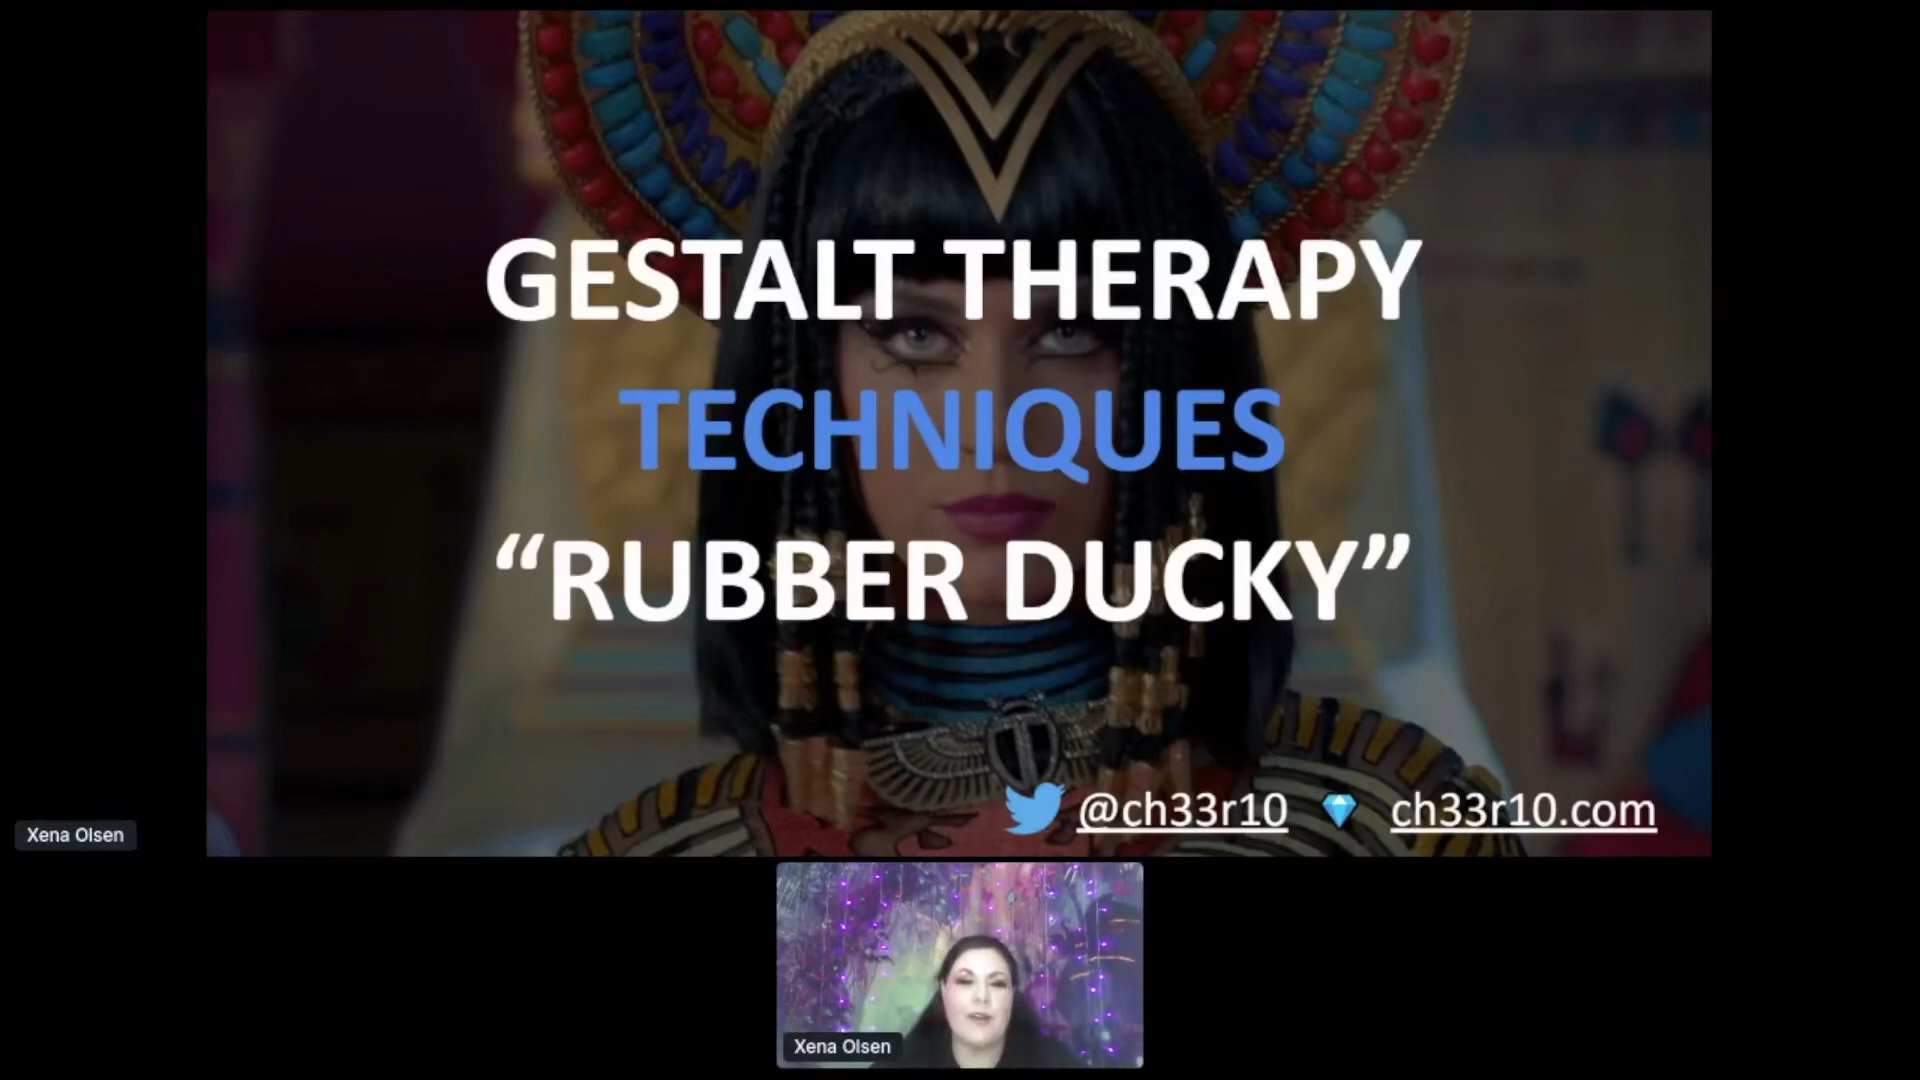 GESTALT THERAPY
TECHNIQUES
“RUBBER DUCKY”
@ch33r10 ch33r10.com
Xena Olsen
Xena Olsen